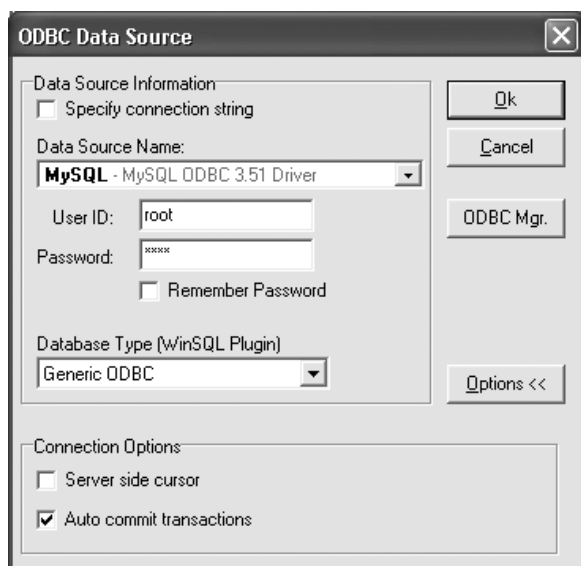 ODBC Data Source
Data Source Information
Specify connection string
Data Source Name:
MySQL - MySQL ODBC 3.51 Driver
User ID: root
Password: ****
Remember Password
Database Type (WinSQL Plugin)
Generic ODBC
Ok
Cancel
ODBC Mgr.
Options <<
Connection Options
Server side cursor
Auto commit transactions